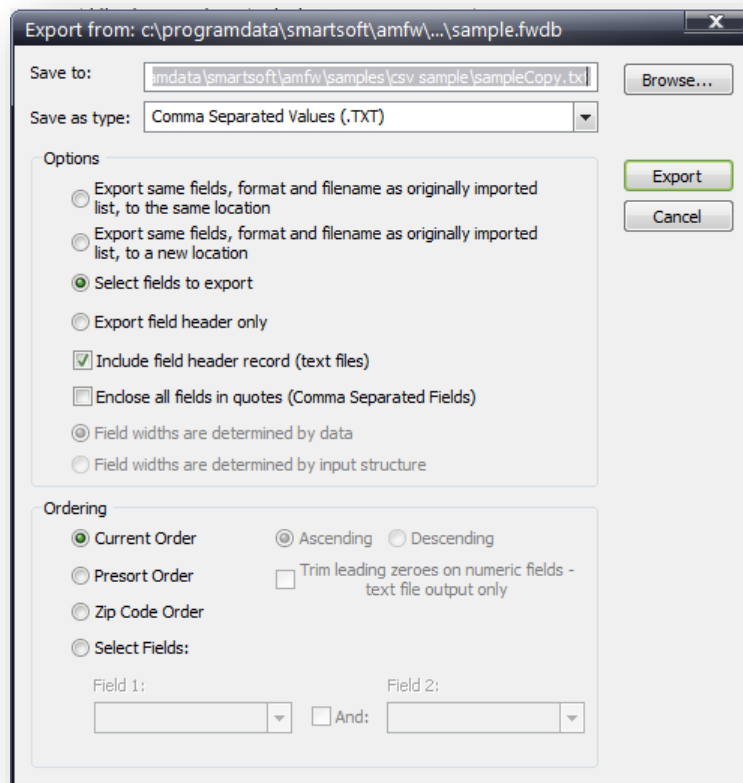 Export from: c:\programdata\smartsoft\amfw\...\sample.fwdb
X
Save to:
amdata\smartsoft\amfw\samples\csv sample\sampleCopy.txt
Browse...
Save as type:
Comma Separated Values (.TXT)
Options
Export same fields, format and filename as originally imported
list, to the same location
Export
Cancel
Export same fields, format and filename as originally imported
list, to a new location
Select fields to export
Export field header only
Include field header record (text files)
Enclose all fields in quotes (Comma Separated Fields)
Field widths are determined by data
Field widths are determined by input structure
Ordering
Current Order
Ascending
Descending
Presort Order
Trim leading zeroes on numeric fields -
text file output only
Zip Code Order
Select Fields:
Field 1:
Field 2:
And: